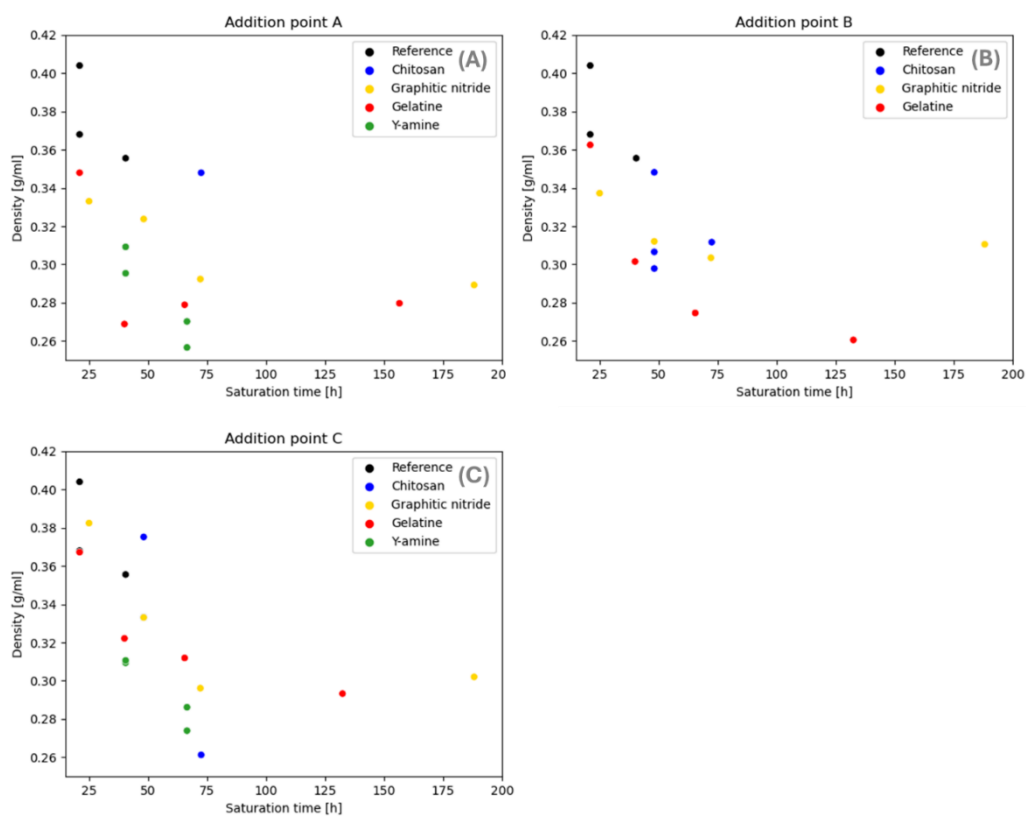 Addition point A
0.42
0.40
0.38
0.36
0.34
0.32
0.30
0.28
0.26
Density [g/ml]
Reference
Chitosan
Graphitic nitride
Gelatine
Y-amine
(A)
25 50 75 100 125 150 175 20
Saturation time [h]
Addition point B
0.42
0.40
0.38
0.36
0.34
0.32
0.30
0.28
0.26
Density [g/ml]
Reference
Chitosan
Graphitic nitride
Gelatine
(B)
25 50 75 100 125 150 175 200
Saturation time [h]
Addition point C
0.42
0.40
0.38
0.36
0.34
0.32
0.30
0.28
0.26
Density [g/ml]
Reference
Chitosan
Graphitic nitride
Gelatine
Y-amine
(C)
25 50 75 100 125 150 175 200
Saturation time [h]